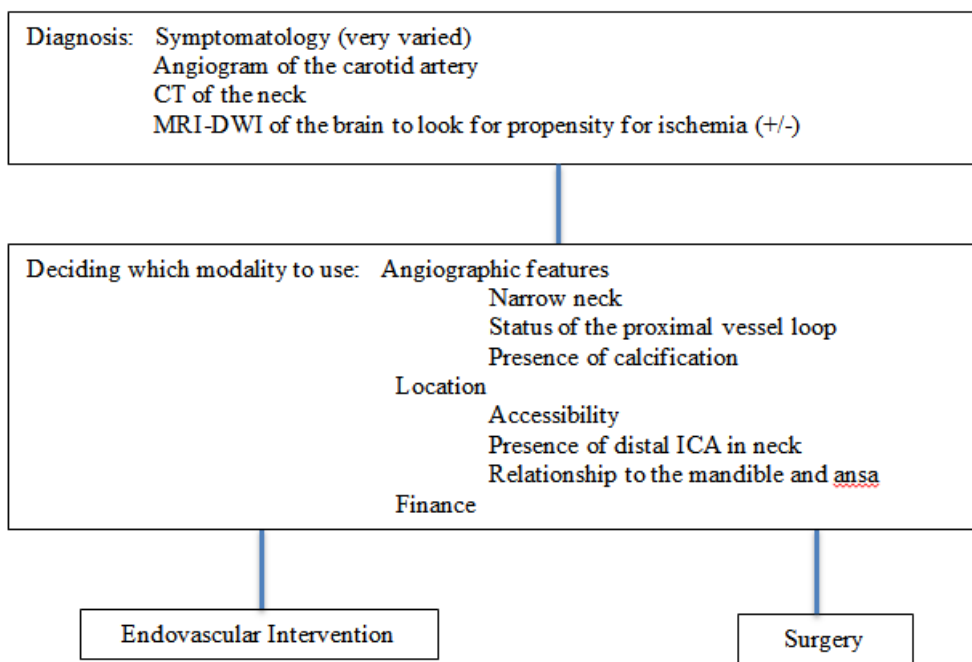 Diagnosis: Symptomatology (very varied)
Angiogram of the carotid artery
CT of the neck
MRI-DWI of the brain to look for propensity for ischemia (+/-)
Deciding which modality to use: Angiographic features
Narrow neck
Status of the proximal vessel loop
Presence of calcification
Location
Accessibility
Presence of distal ICA in neck
Relationship to the mandible and ansa
Finance
Endovascular Intervention
Surgery